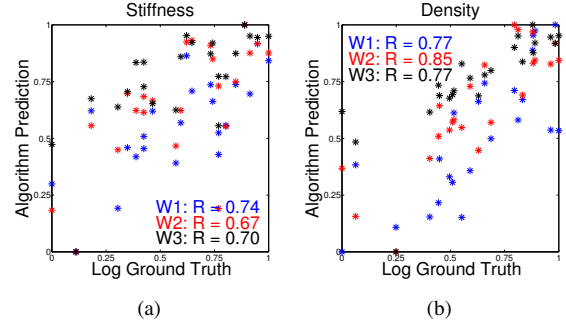 Stiffness
1
0.75
0.5
0.25
0
0
0.25
0.5
0.75
1
Algorithm Prediction
Log Ground Truth
W1: R = 0.74
W2: R = 0.67
W3: R = 0.70
(a)
Density
W1: R = 0.77
W2: R = 0.85
W3: R = 0.77
1
0.75
0.5
0.25
0
0
0.25
0.5
0.75
1
Algorithm Prediction
Log Ground Truth
(b)